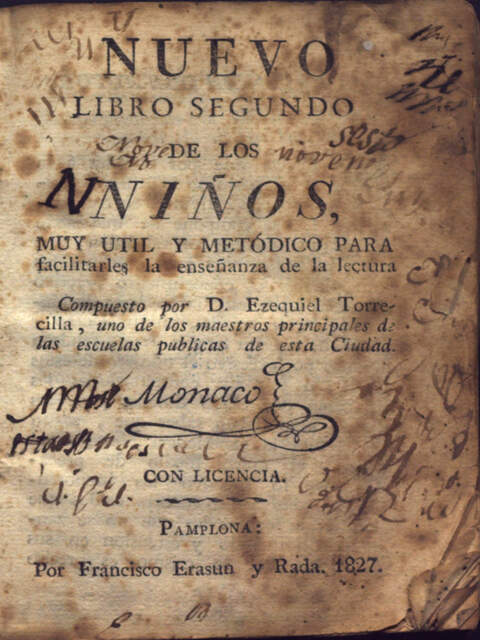 NUEVO
LIBRO SEGUNDO
DE LOS
NIÑOS,
MUY UTIL Y METÓDICO PARA
facilitarles la enseñanza de la lectura
Compuesto por D. Ezequiel Torre-
cilla, uno de los maestros principales de
las escuelas publicas de esta Ciudad.
Monaco
CON LICENCIA.
PAMPLONA:
Por Francisco Erasun y Rada. 1827.